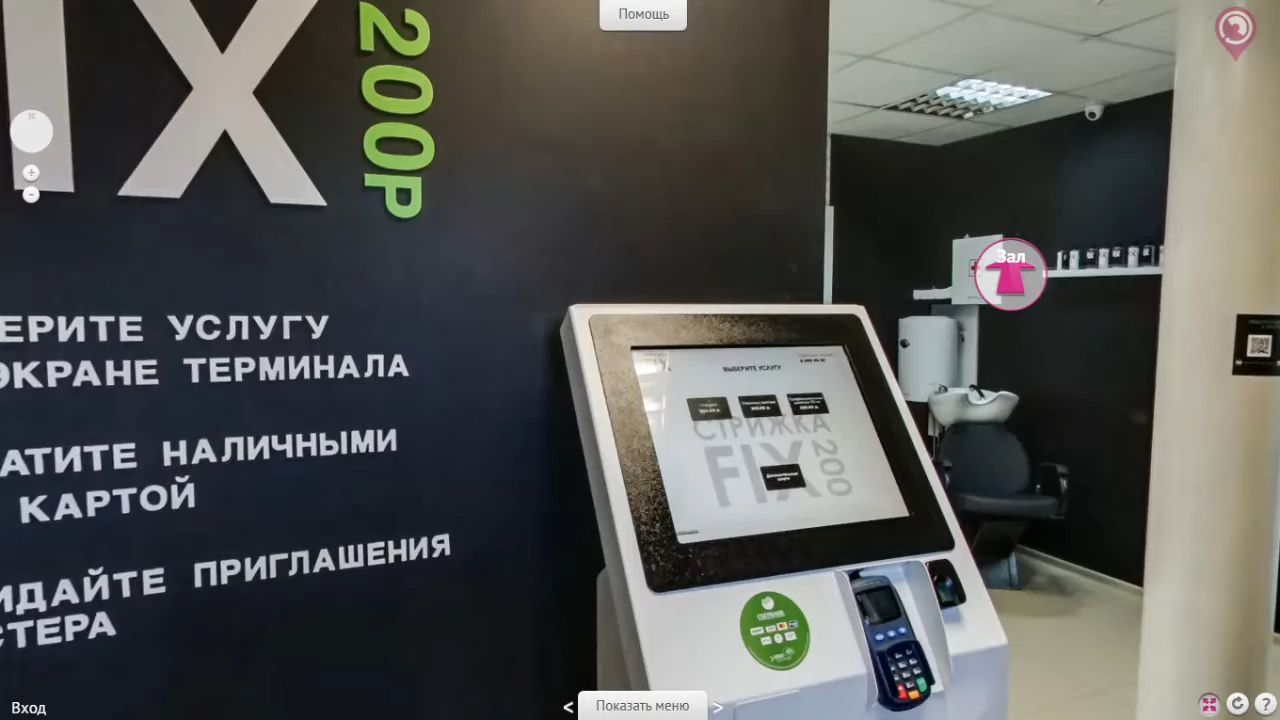 Помощь
IX
200Р
ЕРИТЕ УСЛУГУ
ЭКРАНЕ ТЕРМИНАЛА
АТИТЕ НАЛИЧНЫМИ
КАРТОЙ
ИДАЙТЕ ПРИГЛАШЕНИЯ
СТЕРА
Зал
ВЫБЕРИТЕ УСЛУГУ
СТРИЖКА
FIX
200
СБЕРБАНК
Вход
< Показать меню >
?